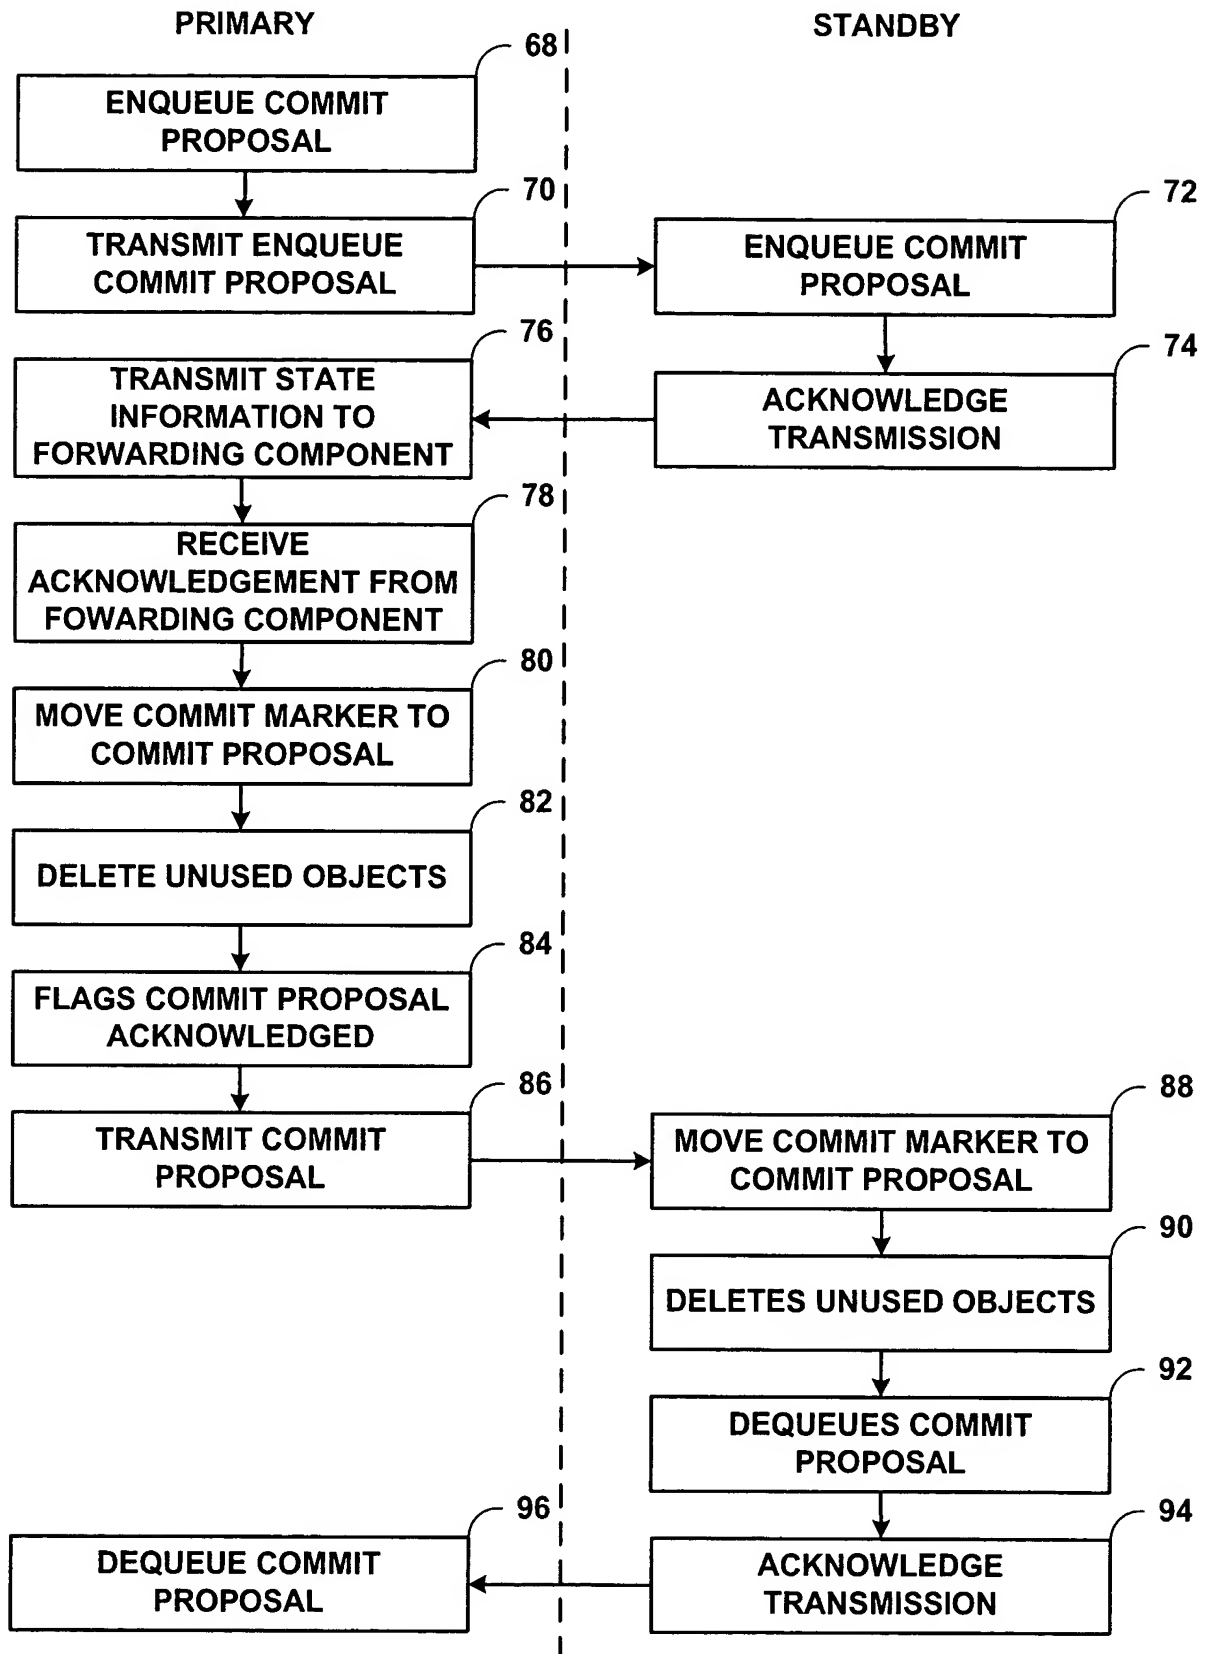 PRIMARY
STANDBY
68
ENQUEUE COMMIT
PROPOSAL
70
TRANSMIT ENQUEUE
COMMIT PROPOSAL
72
ENQUEUE COMMIT
PROPOSAL
74
ACKNOWLEDGE
TRANSMISSION
76
TRANSMIT STATE
INFORMATION TO
FORWARDING COMPONENT
78
RECEIVE
ACKNOWLEDGEMENT FROM
FOWARDING COMPONENT
80
MOVE COMMIT MARKER TO
COMMIT PROPOSAL
82
DELETE UNUSED OBJECTS
84
FLAGS COMMIT PROPOSAL
ACKNOWLEDGED
86
TRANSMIT COMMIT
PROPOSAL
88
MOVE COMMIT MARKER TO
COMMIT PROPOSAL
90
DELETES UNUSED OBJECTS
92
DEQUEUES COMMIT
PROPOSAL
94
ACKNOWLEDGE
TRANSMISSION
96
DEQUEUE COMMIT
PROPOSAL